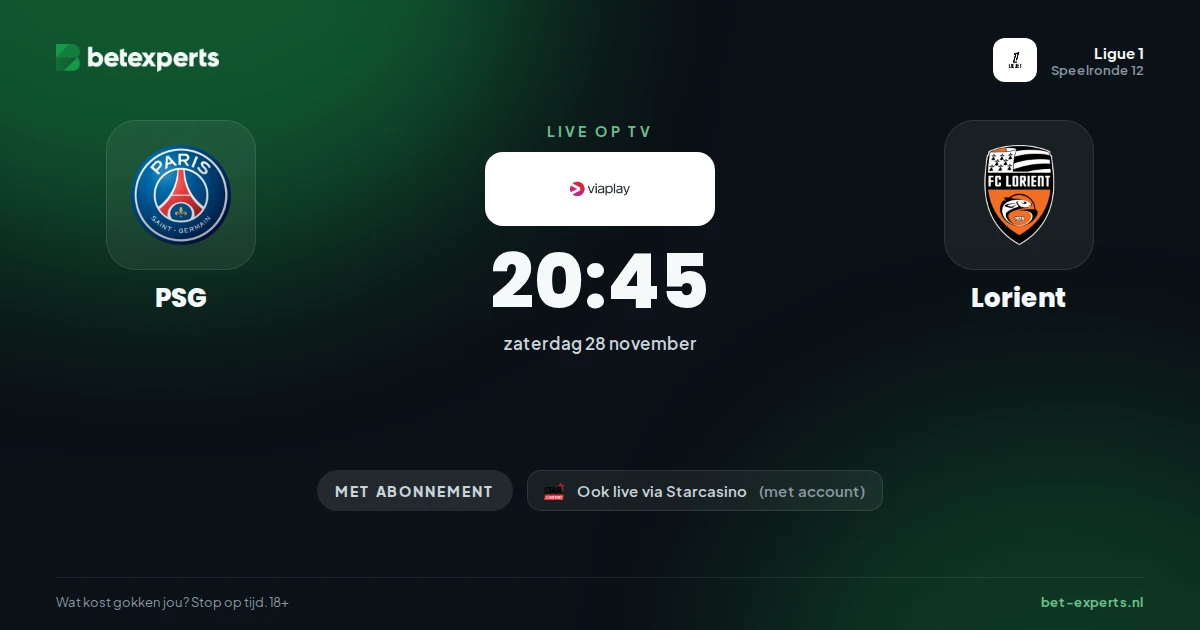 betexperts
Ligue 1
Speelronde 12
LIVE OP TV
viaplay
PARIS
SAINT-GERMAIN
FC LORIENT
PSG
20:45
Lorient
zaterdag 28 november
MET ABONNEMENT
Ook live via Starcasino (met account)
Wat kost gokken jou? Stop op tijd. 18+
bet-experts.nl